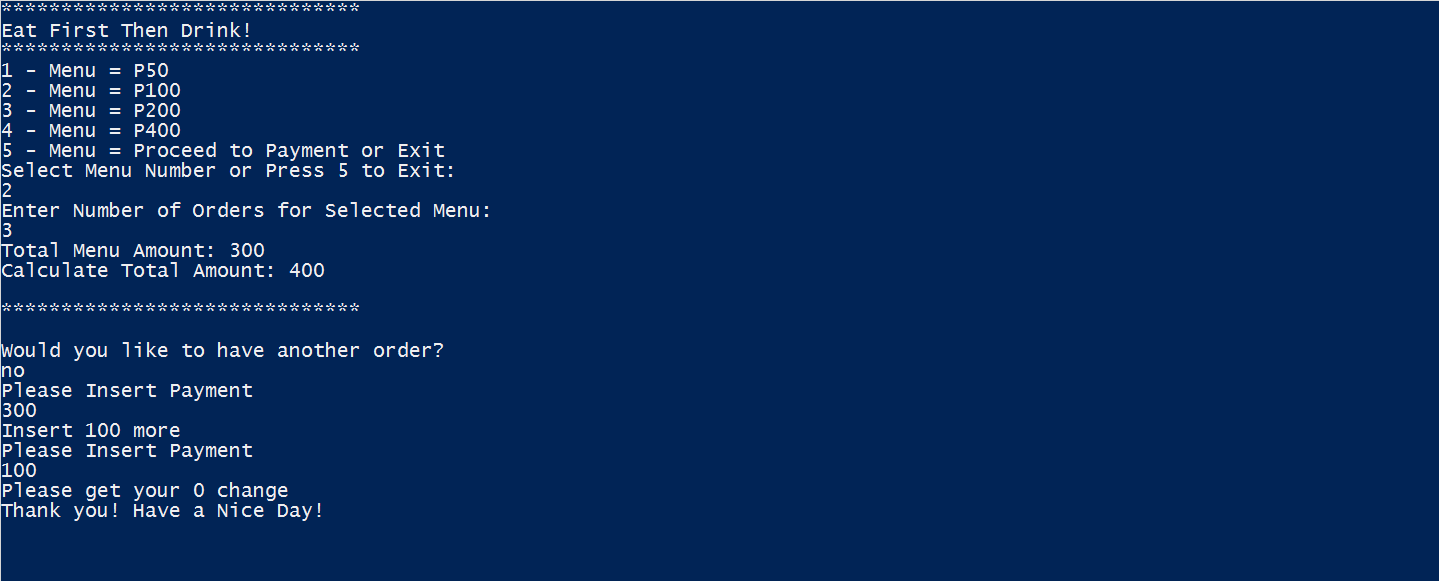 ******************************
Eat First Then Drink!
******************************
1 - Menu = P50
2 - Menu = P100
3 - Menu = P200
4 - Menu = P400
5 - Menu = Proceed to Payment or Exit
Select Menu Number or Press 5 to Exit:
2
Enter Number of Orders for Selected Menu:
3
Total Menu Amount: 300
Calculate Total Amount: 400
******************************
Would you like to have another order?
no
Please Insert Payment
300
Insert 100 more
Please Insert Payment
100
Please get your 0 change
Thank you! Have a Nice Day!